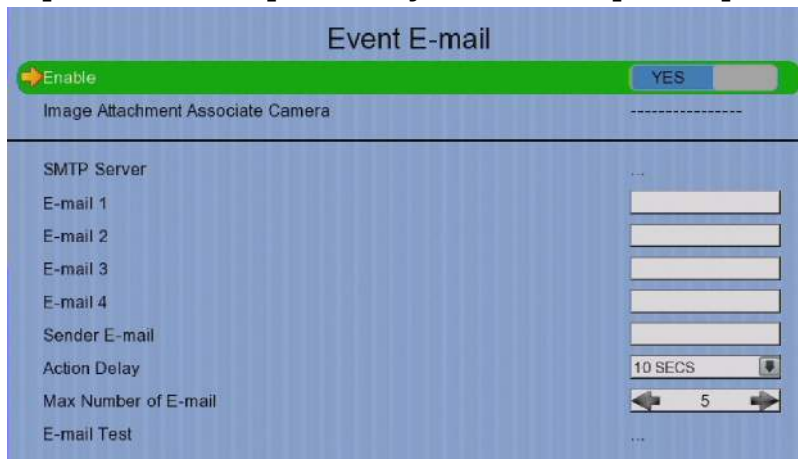 Event E-mail
Enable YES
Image Attachment Associate Camera ----------------
SMTP Server ...
E-mail 1
E-mail 2
E-mail 3
E-mail 4
Sender E-mail
Action Delay 10 SECS
Max Number of E-mail 5
E-mail Test ...